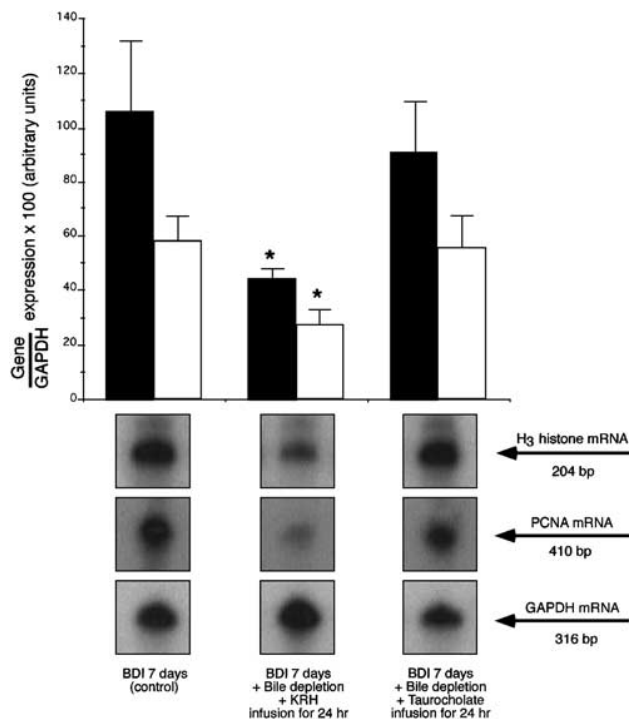 140
120
100
80
60
40
20
0
Gene
GAPDH
expression x 100 (arbitrary units)
*
*
H3 histone mRNA
204 bp
PCNA mRNA
410 bp
GAPDH mRNA
316 bp
BDI 7 days
(control)
BDI 7 days
+ Bile depletion
+ KRH
infusion for 24 hr
BDI 7 days
+ Bile depletion
+ Taurocholate
infusion for 24 hr